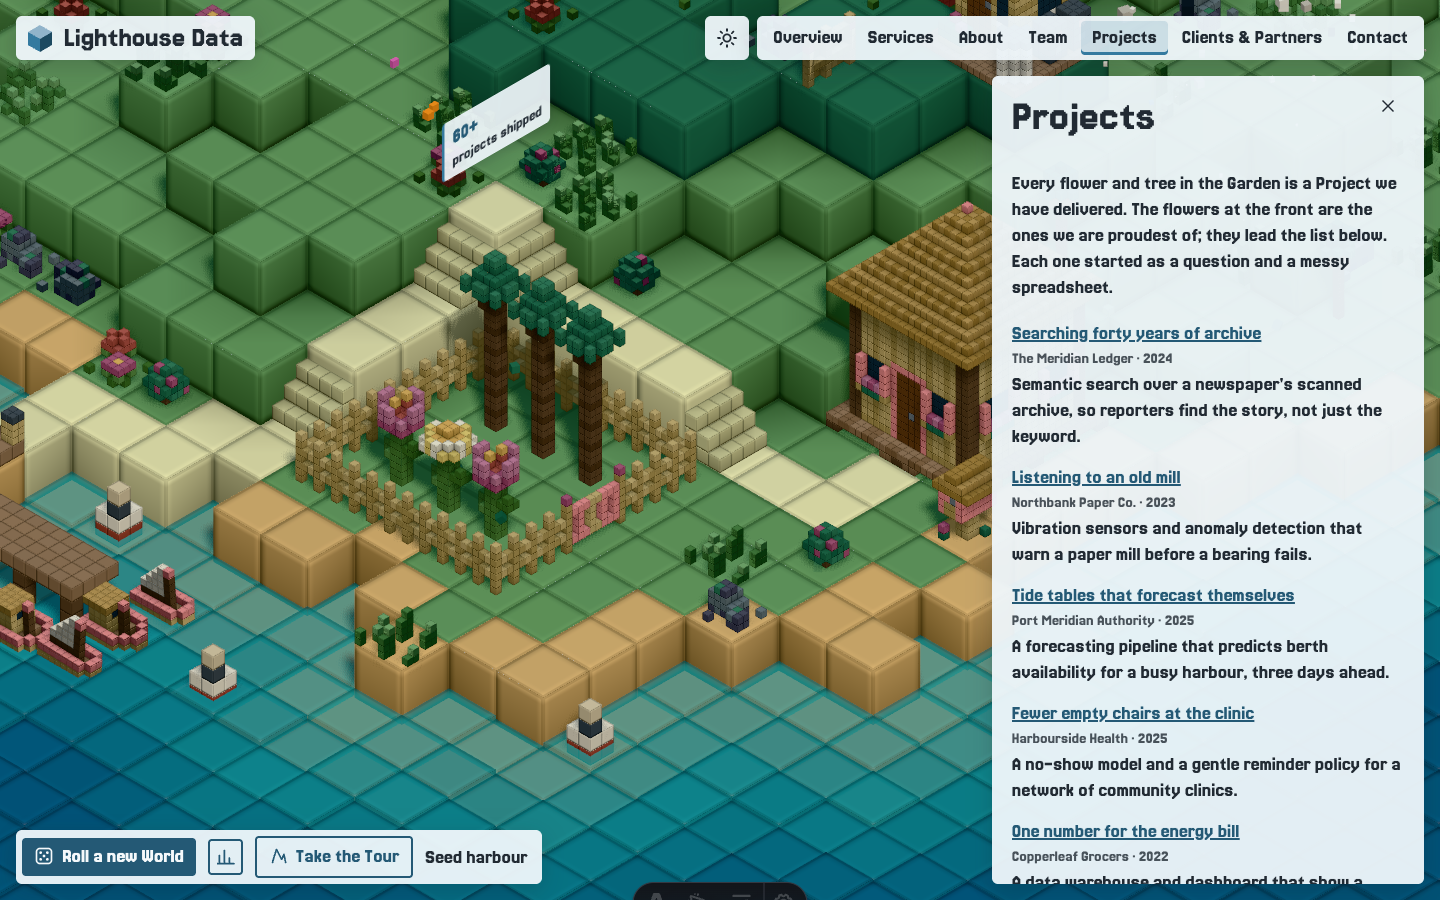 Lighthouse Data
Overview
Services
About
Team
Projects
Clients & Partners
Contact
60+
projects shipped
Projects
Every flower and tree in the Garden is a Project we
have delivered. The flowers at the front are the
ones we are proudest of; they lead the list below.
Each one started as a question and a messy
spreadsheet.
Searching forty years of archive
The Meridian Ledger · 2024
Semantic search over a newspaper's scanned
archive, so reporters find the story, not just the
keyword.
Listening to an old mill
Northbank Paper Co. · 2023
Vibration sensors and anomaly detection that
warn a paper mill before a bearing fails.
Tide tables that forecast themselves
Port Meridian Authority · 2025
A forecasting pipeline that predicts berth
availability for a busy harbour, three days ahead.
Fewer empty chairs at the clinic
Harbourside Health · 2025
A no-show model and a gentle reminder policy for a
network of community clinics.
One number for the energy bill
Copperleaf Grocers · 2022
A data warehouse and dashboard that show a
Roll a new World
Take the Tour
Seed harbour